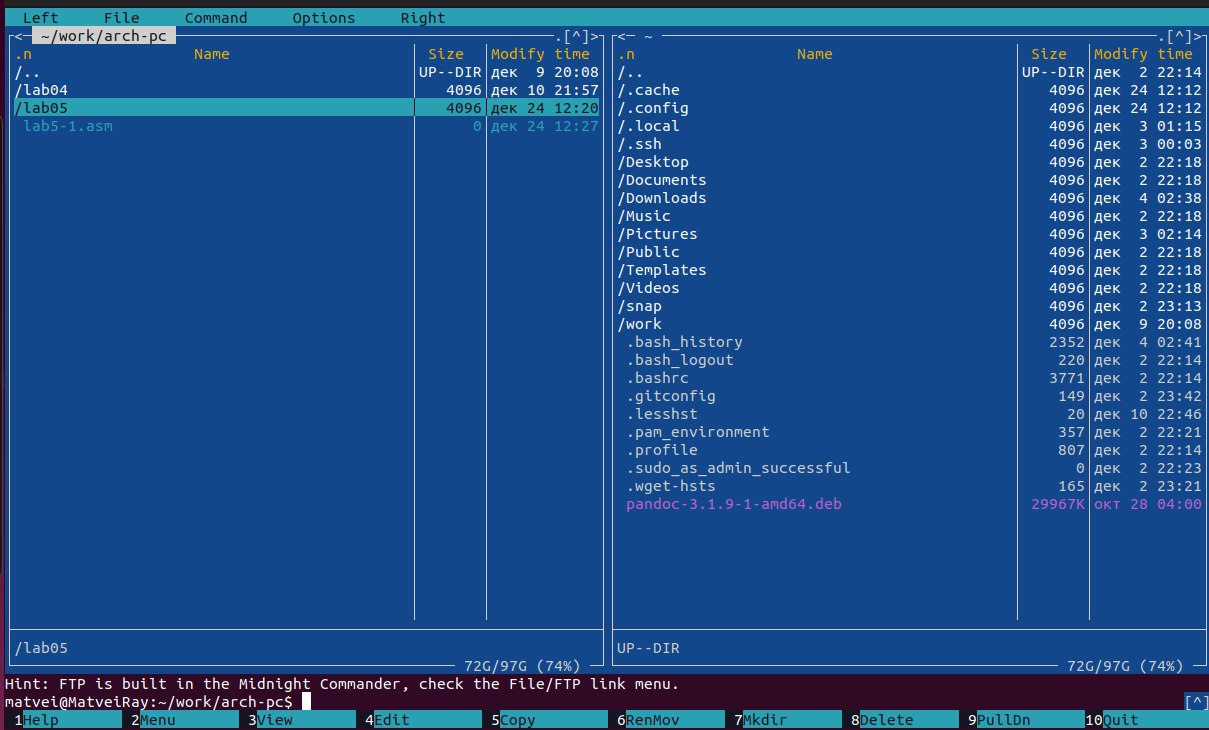 Left File Command Options Right
<─ ~/work/arch-pc .[^]>
.n Name Size Modify time
/.. UP--DIR дек 9 20:08
/lab04 4096 дек 10 21:57
/lab05 4096 дек 24 12:20
lab5-1.asm 0 дек 24 12:27
/lab05
72G/97G (74%)
<─ ~ .[^]>
.n Name Size Modify time
/.. UP--DIR дек 2 22:14
/.cache 4096 дек 24 12:12
/.config 4096 дек 24 12:12
/.local 4096 дек 3 01:15
/.ssh 4096 дек 3 00:03
/Desktop 4096 дек 2 22:18
/Documents 4096 дек 2 22:18
/Downloads 4096 дек 4 02:38
/Music 4096 дек 2 22:18
/Pictures 4096 дек 3 02:14
/Public 4096 дек 2 22:18
/Templates 4096 дек 2 22:18
/Videos 4096 дек 2 22:18
/snap 4096 дек 2 23:13
/work 4096 дек 9 20:08
.bash_history 2352 дек 4 02:41
.bash_logout 220 дек 2 22:14
.bashrc 3771 дек 2 22:14
.gitconfig 149 дек 2 23:42
.lesshst 20 дек 10 22:46
.pam_environment 357 дек 2 22:21
.profile 807 дек 2 22:14
.sudo_as_admin_successful 0 дек 2 22:23
.wget-hsts 165 дек 2 23:21
pandoc-3.1.9-1-amd64.deb 29967K окт 28 04:00
UP--DIR
72G/97G (74%)
Hint: FTP is built in the Midnight Commander, check the File/FTP link menu.
matvei@MatveiRay:~/work/arch-pc$ [^]
1Help 2Menu 3View 4Edit 5Copy 6RenMov 7Mkdir 8Delete 9PullDn 10Quit